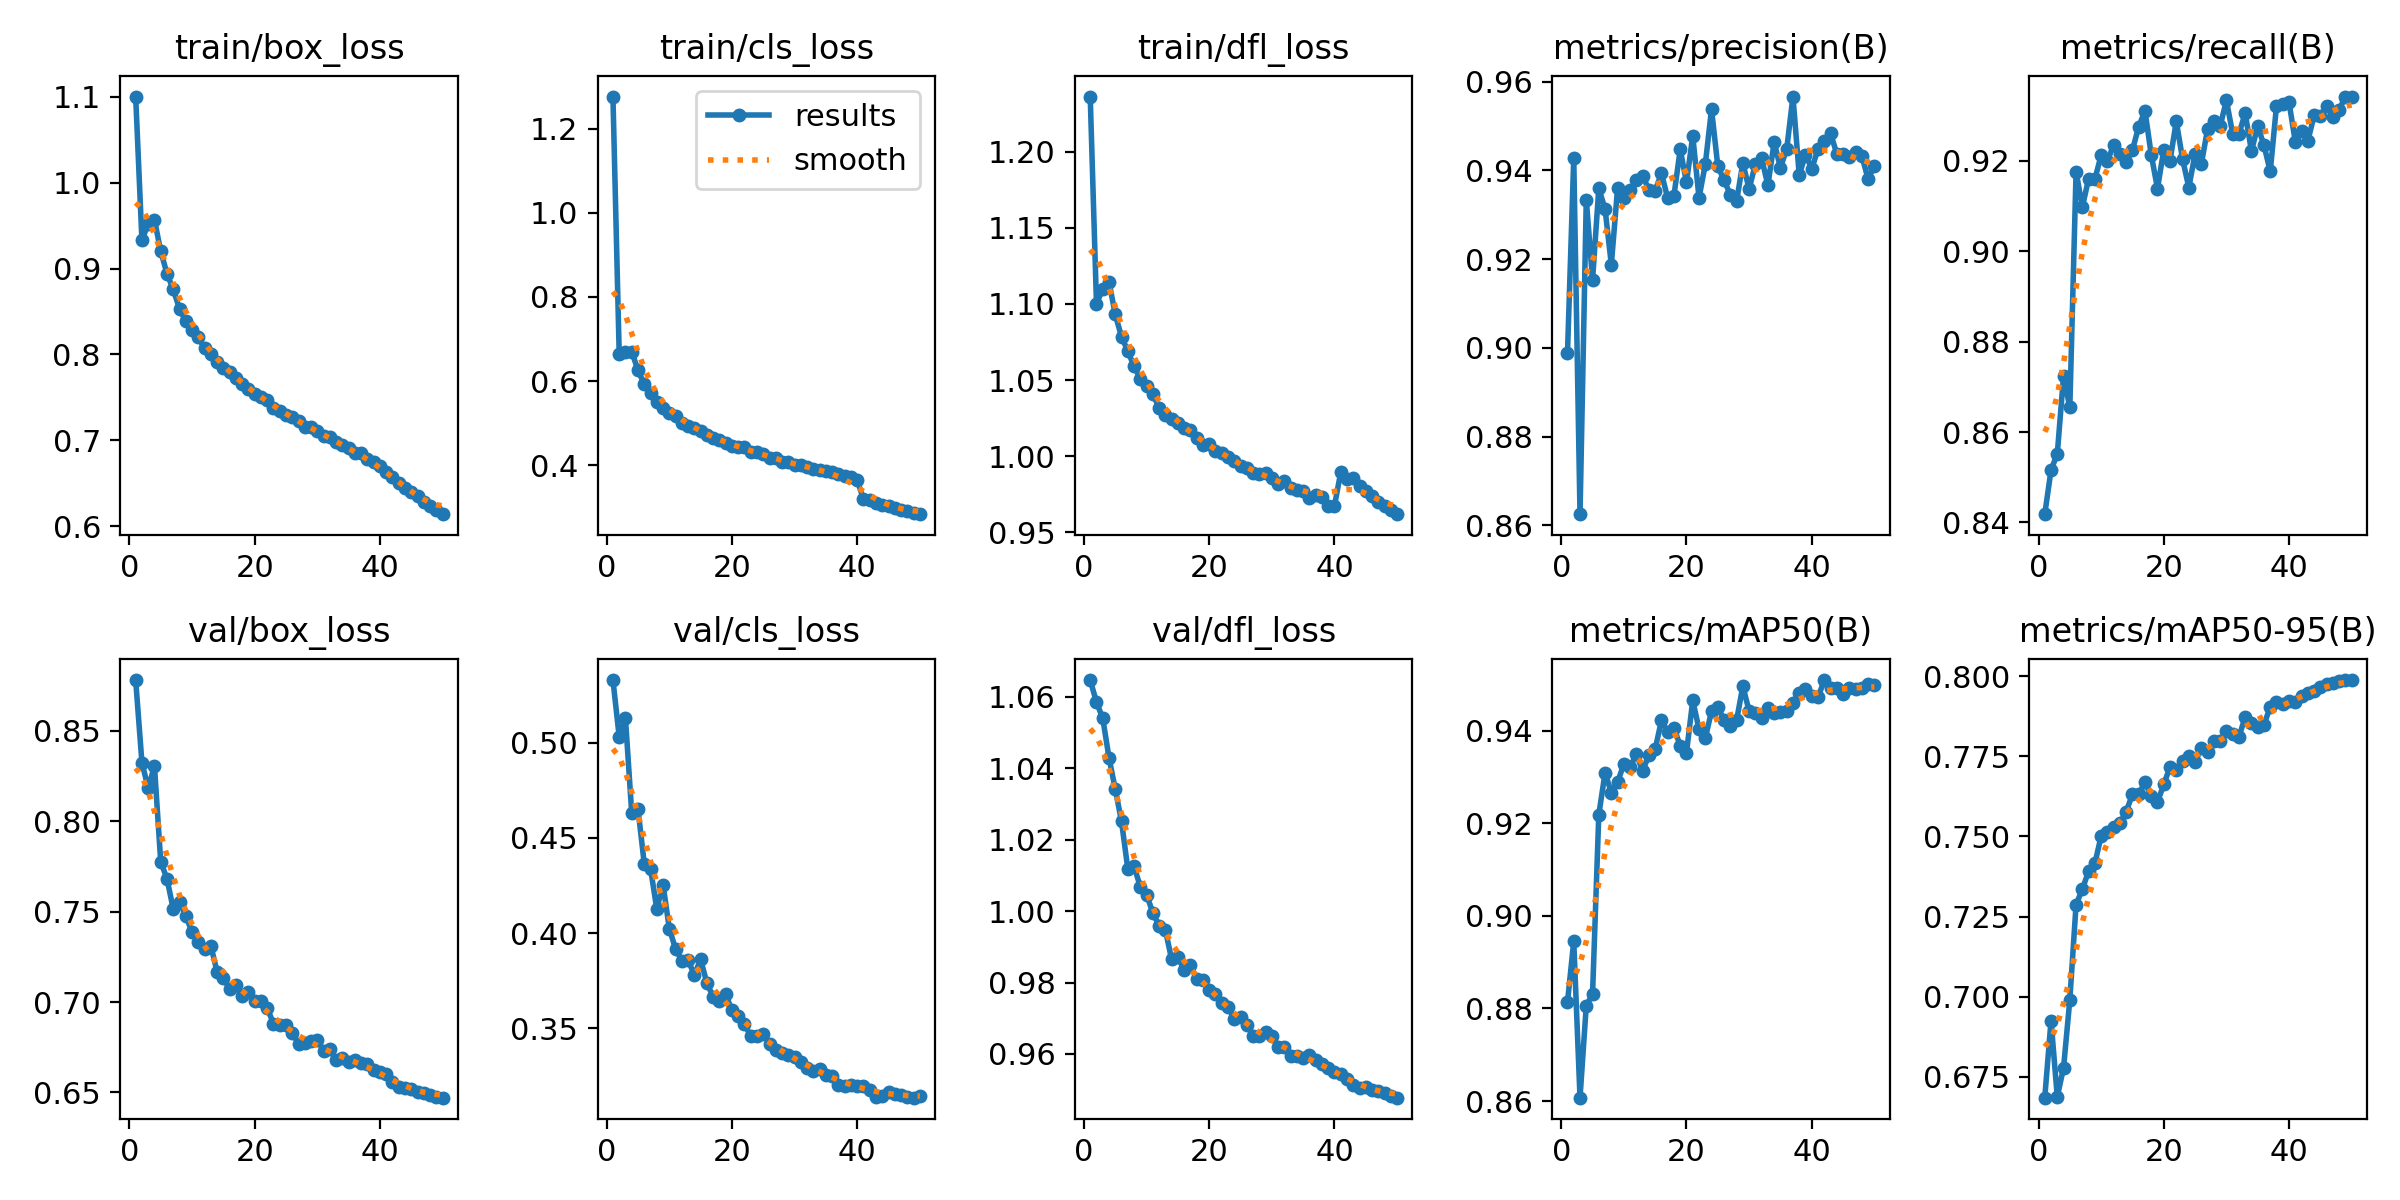 train/box_loss
train/cls_loss
train/dfl_loss
metrics/precision(B)
metrics/recall(B)
1.1
1.0
0.9
0.8
0.7
0.6
0 20 40
results
smooth
1.2
1.0
0.8
0.6
0.4
0 20 40
1.20
1.15
1.10
1.05
1.00
0.95
0 20 40
0.96
0.94
0.92
0.90
0.88
0.86
0 20 40
0.92
0.90
0.88
0.86
0.84
0 20 40
val/box_loss
val/cls_loss
val/dfl_loss
metrics/mAP50(B)
metrics/mAP50-95(B)
0.85
0.80
0.75
0.70
0.65
0 20 40
0.50
0.45
0.40
0.35
0 20 40
1.06
1.04
1.02
1.00
0.98
0.96
0 20 40
0.94
0.92
0.90
0.88
0.86
0 20 40
0.800
0.775
0.750
0.725
0.700
0.675
0 20 40